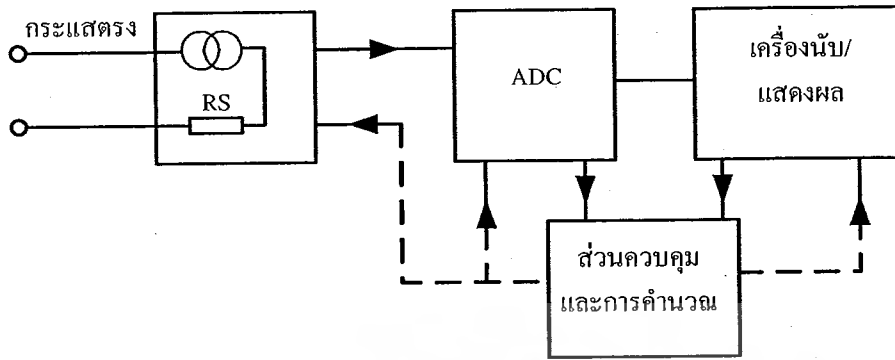 กระแสตรง
RS
ADC
เครื่องนับ/
แสดงผล
ส่วนควบคุม
และการคำนวณ